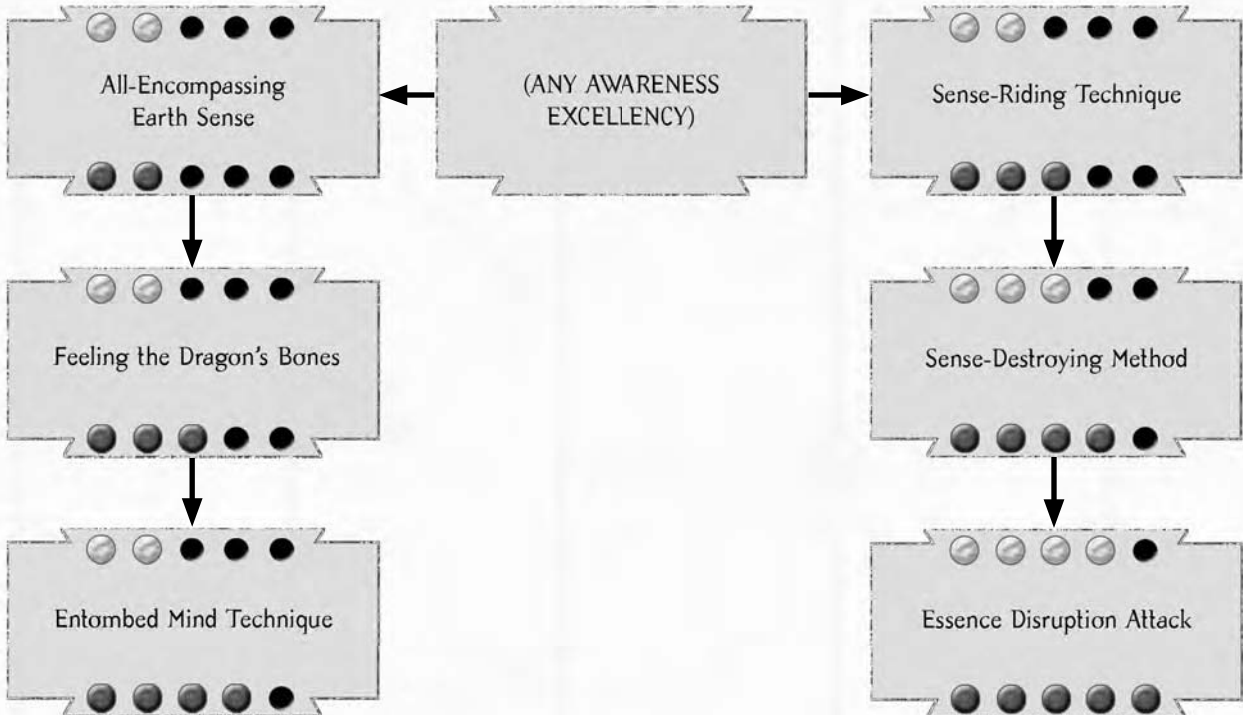 All-Encompassing
Earth Sense
(ANY AWARENESS
EXCELLENCY)
Sense-Riding Technique
Feeling the Dragon's Bones
Sense-Destroying Method
Entombed Mind Technique
Essence Disruption Attack